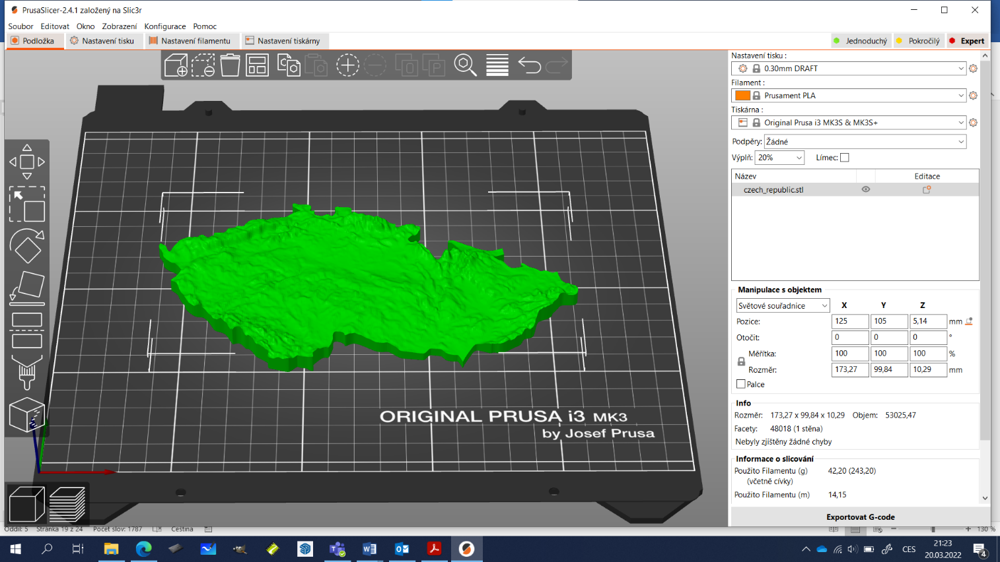 PrusaSlicer-2.4.1 založený na Slic3r
Soubor Editovat Okno Zobrazení Konfigurace Pomoc
Podložka Nastavení tisku Nastavení filamentu Nastavení tiskárny Jednoduchý Pokročilý Expert
Nastavení tisku :
0.30mm DRAFT
Filament :
Prusament PLA
Tiskárna :
Original Prusa i3 MK3S & MK3S+
Podpěry: Žádné
Výplň: 20% Límec:
Název Editace
czech_republic.stl
Manipulace s objektem
Světové souřadnice X Y Z
Pozice: 125 105 5,14 mm
Otočit: 0 0 0 °
Měřítka: 100 100 100 %
Rozměr: 173,27 99,84 10,29 mm
Palce
Info
Rozměr: 173,27 x 99,84 x 10,29 Objem: 53025,47
Facety: 48018 (1 stěna)
Nebyly zjištěny žádné chyby
Informace o slicování
Použito Filamentu (g) 42,20 (243,20)
(včetně cívky)
Použito Filamentu (m) 14,15
Exportovat G-code
ORIGINAL PRUSA i3 MK3
by Josef Prusa
Oddíl: 5 Stránka 19 z 24 Počet slov: 1787 Čeština 130 %
CES
21:23
20.03.2022
4